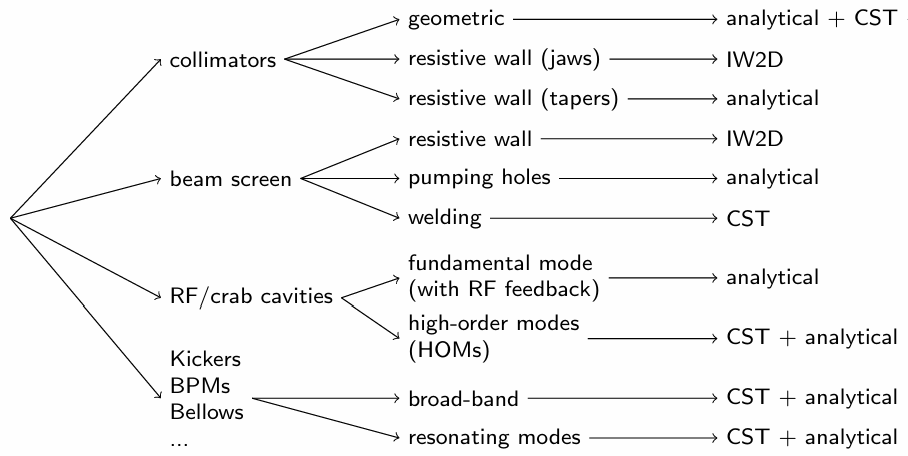 geometric
analytical + CST
collimators
resistive wall (jaws)
IW2D
resistive wall (tapers)
analytical
resistive wall
IW2D
beam screen
pumping holes
analytical
welding
CST
fundamental mode
(with RF feedback)
analytical
RF/crab cavities
high-order modes
(HOMs)
CST + analytical
Kickers
BPMs
Bellows
...
broad-band
CST + analytical
resonating modes
CST + analytical